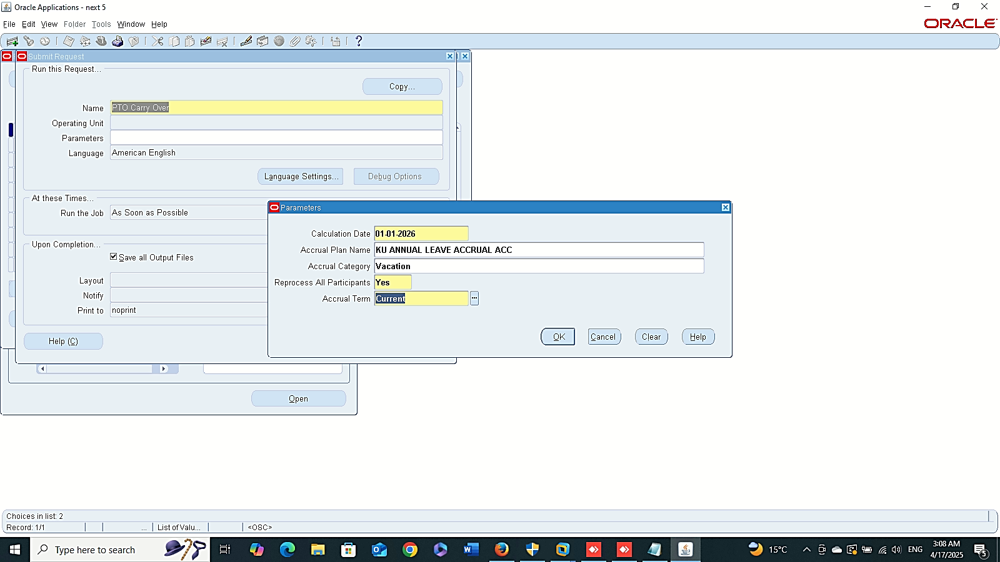 Oracle Applications - next 5
File Edit View Folder Tools Window Help
ORACLE
Submit Request
Run this Request...
Copy...
Name PTO Carry Over
Operating Unit
Parameters
Language American English
Language Settings... Debug Options
At these Times...
Run the Job As Soon as Possible
Upon Completion...
Save all Output Files
Layout
Notify
Print to noprint
Help (C)
Open
Parameters
Calculation Date 01-01-2026
Accrual Plan Name KU ANNUAL LEAVE ACCRUAL ACC
Accrual Category Vacation
Reprocess All Participants Yes
Accrual Term Current ...
OK Cancel Clear Help
Choices in list: 2
Record: 1/1 ... List of Valu... <OSC>
Type here to search
15°C ENG 3:08 AM
4/17/2025
5